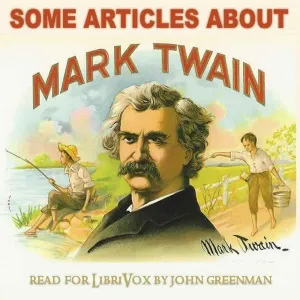 SOME ARTICLES ABOUT
MARK TWAIN
Mark Twain
READ FOR LIBRIVOX BY JOHN GREENMAN